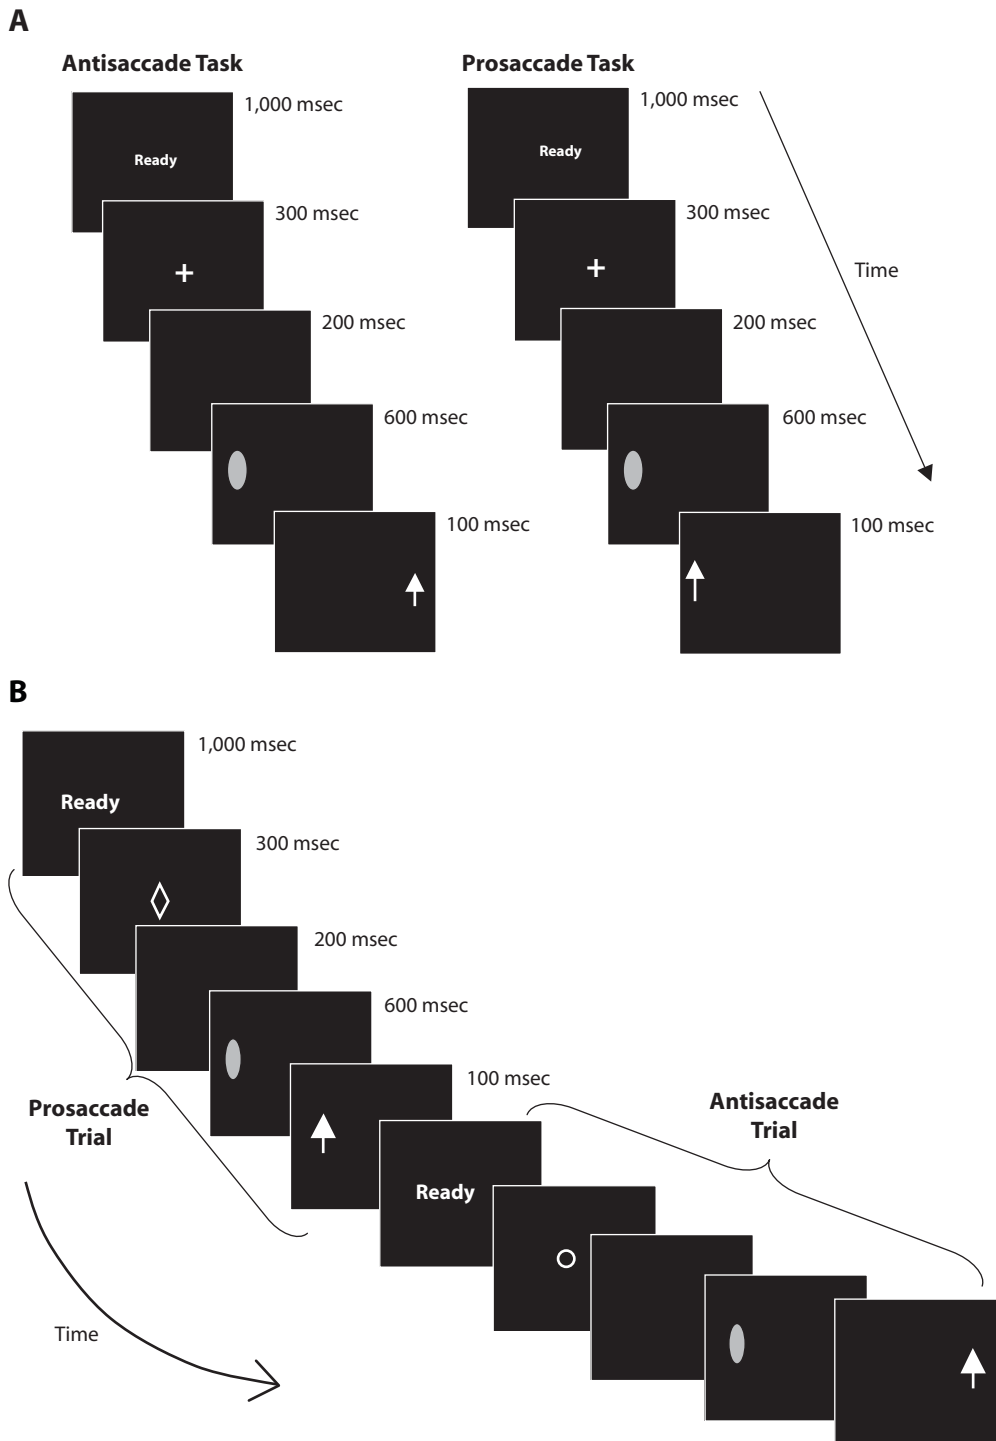 A
Antisaccade Task
Prosaccade Task
1,000 msec
Ready
300 msec
200 msec
600 msec
100 msec
1,000 msec
Ready
300 msec
200 msec
600 msec
100 msec
Time
B
1,000 msec
Ready
300 msec
200 msec
600 msec
100 msec
Prosaccade
Trial
Ready
Antisaccade
Trial
Time